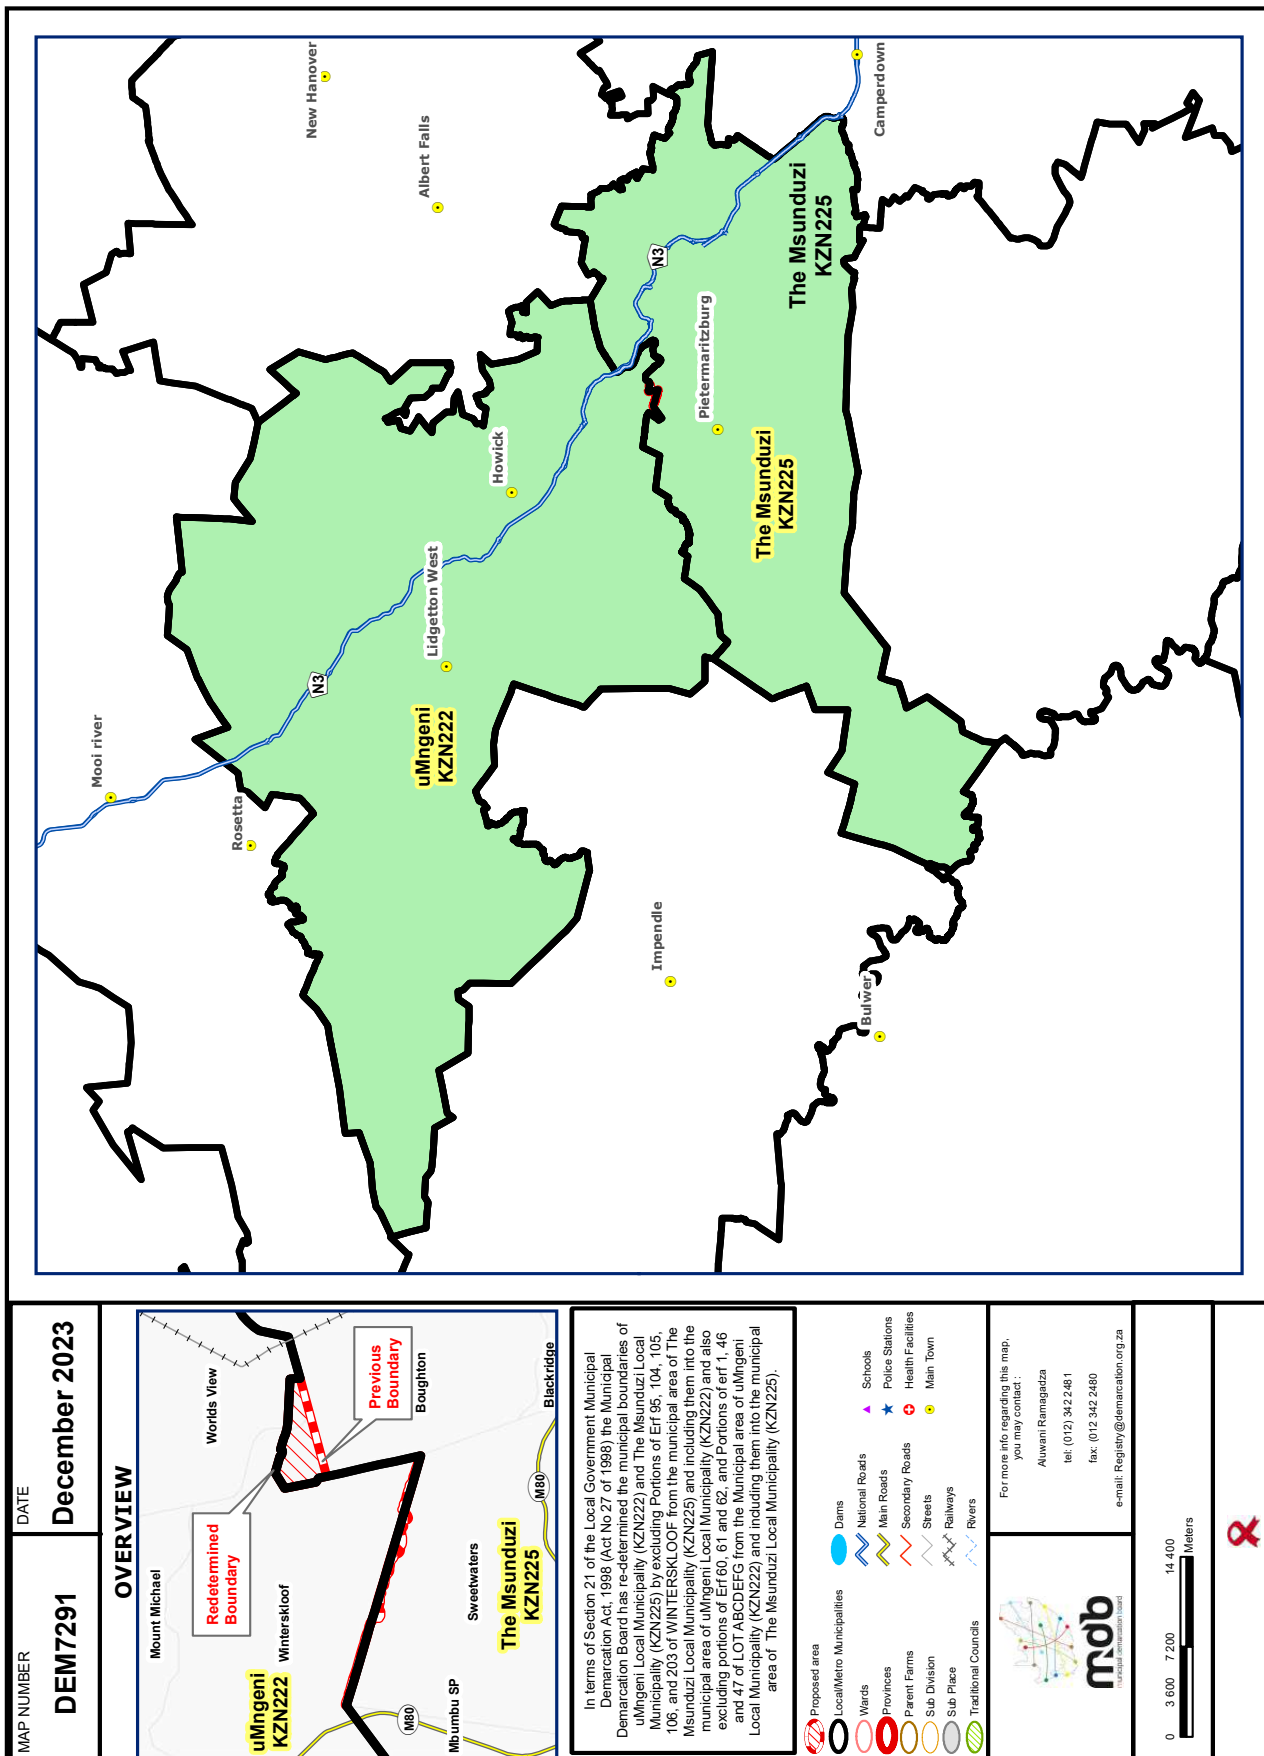 MAP NUMBER
DEM7291
DATE
December 2023
OVERVIEW
Mount Michael
Worlds View
Redetermined
Boundary
Previous
Boundary
Boughton
Winterskloof
uMngeni
KZN222
Sweetwaters
The Msunduzi
KZN225
Blackridge
M80
M80
Mbumbu SP
In terms of Section 21 of the Local Government Municipal
Demarcation Act, 1998 (Act No 27 of 1998) the Municipal
Demarcation Board has re-determined the municipal boundaries of
uMngeni Local Municipality (KZN222) and The Msunduzi Local
Municipality (KZN225) by excluding Portions of Erf 95, 104, 105,
106, and 203 of WINTERSKLOOF from the municipal area of The
Msunduzi Local Municipality (KZN225) and including them into the
municipal area of uMngeni Local Municipality (KZN222) and also
excluding portions of Erf 60, 61 and 62, and Portions of erf 1, 46
and 47 of LOT ABCDEFG from the Municipal area of uMngeni
Local Municipality (KZN222) and including them into the municipal
area of The Msunduzi Local Municipality (KZN225).
Proposed area
Local/Metro Municipalities
Wards
Provinces
Parent Farms
Sub Division
Sub Place
Traditional Councils
Dams
National Roads
Main Roads
Secondary Roads
Streets
Railways
Rivers
Schools
Police Stations
Health Facilities
Main Town
mdb
municipal demarcation board
For more info regarding this map,
you may contact :
Aluwani Ramagadza
tel: (012) 342 2481
fax: (012 342 2480
e-mail: Registry@demarcation.org.za
0 3 600 7 200 14 400
Meters
Mooi river
Rosetta
New Hanover
Albert Falls
N3
Lidgetton West
Howick
uMngeni
KZN222
N3
Pietermaritzburg
The Msunduzi
KZN225
The Msunduzi
KZN225
Camperdown
Impendle
Bulwer